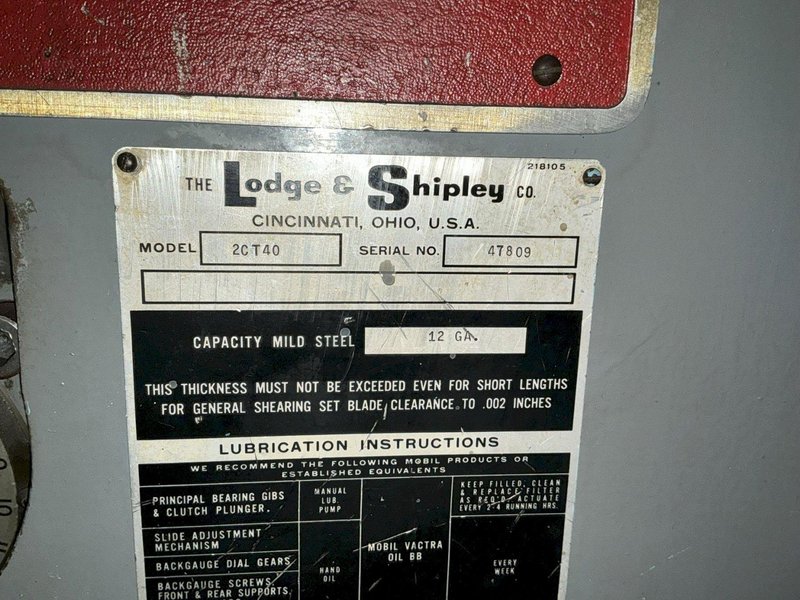 218105
THE Lodge & Shipley CO.
CINCINNATI, OHIO, U.S.A.
MODEL 2CT40 SERIAL NO. 47809
CAPACITY MILD STEEL 12 GA.
THIS THICKNESS MUST NOT BE EXCEEDED EVEN FOR SHORT LENGTHS
FOR GENERAL SHEARING SET BLADE CLEARANCE TO .002 INCHES
LUBRICATION INSTRUCTIONS
WE RECOMMEND THE FOLLOWING MOBIL PRODUCTS OR
ESTABLISHED EQUIVALENTS
PRINCIPAL BEARING GIBS
& CLUTCH PLUNGER.
MANUAL
LUB
PUMP
KEEP FILLED, CLEAN
& REPLACE FILTER
AS REQ'D. ACTUATE
EVERY 2-4 RUNNING HRS.
SLIDE ADJUSTMENT
MECHANISM
BACKGAUGE DIAL GEARS
BACKGAUGE SCREWS,
FRONT & REAR SUPPORTS,
HAND
OIL
MOBIL VACTRA
OIL BB
EVERY
WEEK